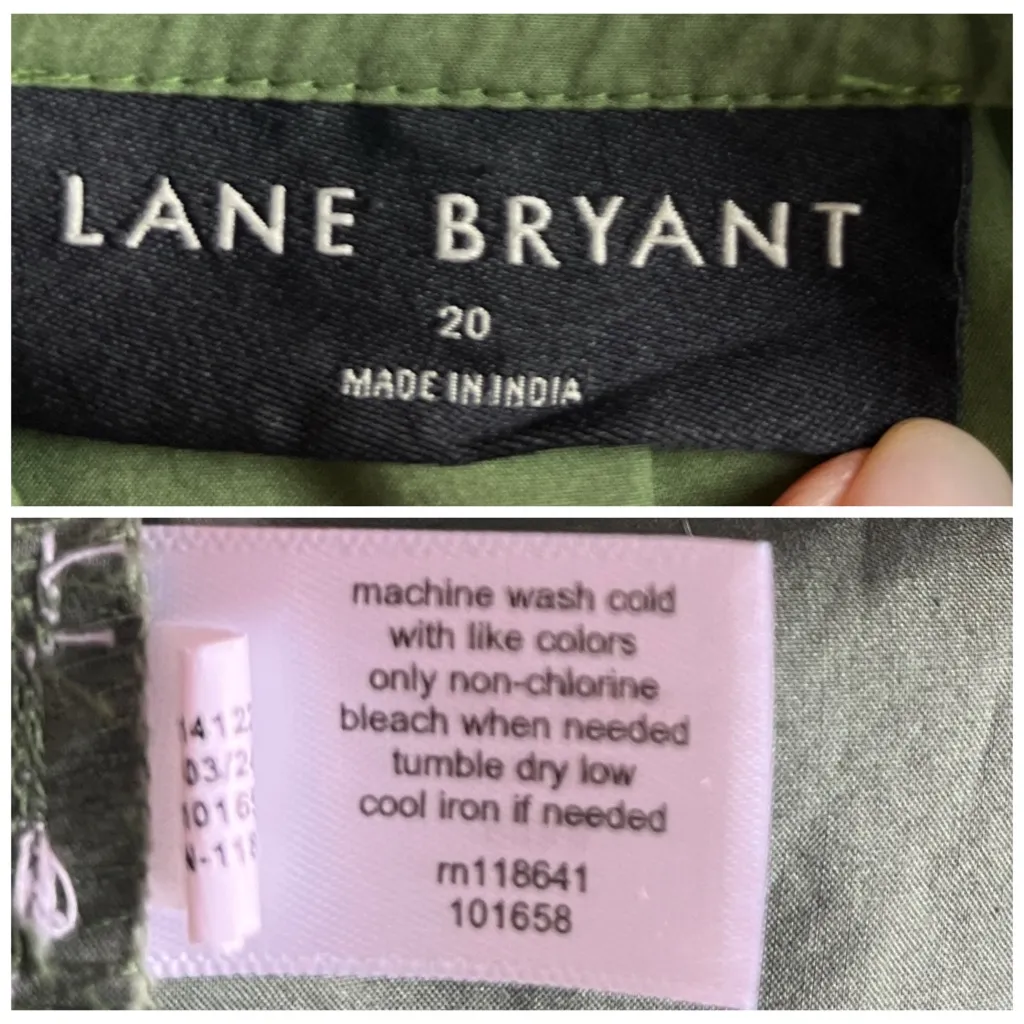 LANE BRYANT
20
MADE IN INDIA
machine wash cold
with like colors
only non-chlorine
bleach when needed
tumble dry low
cool iron if needed
rn118641
101658